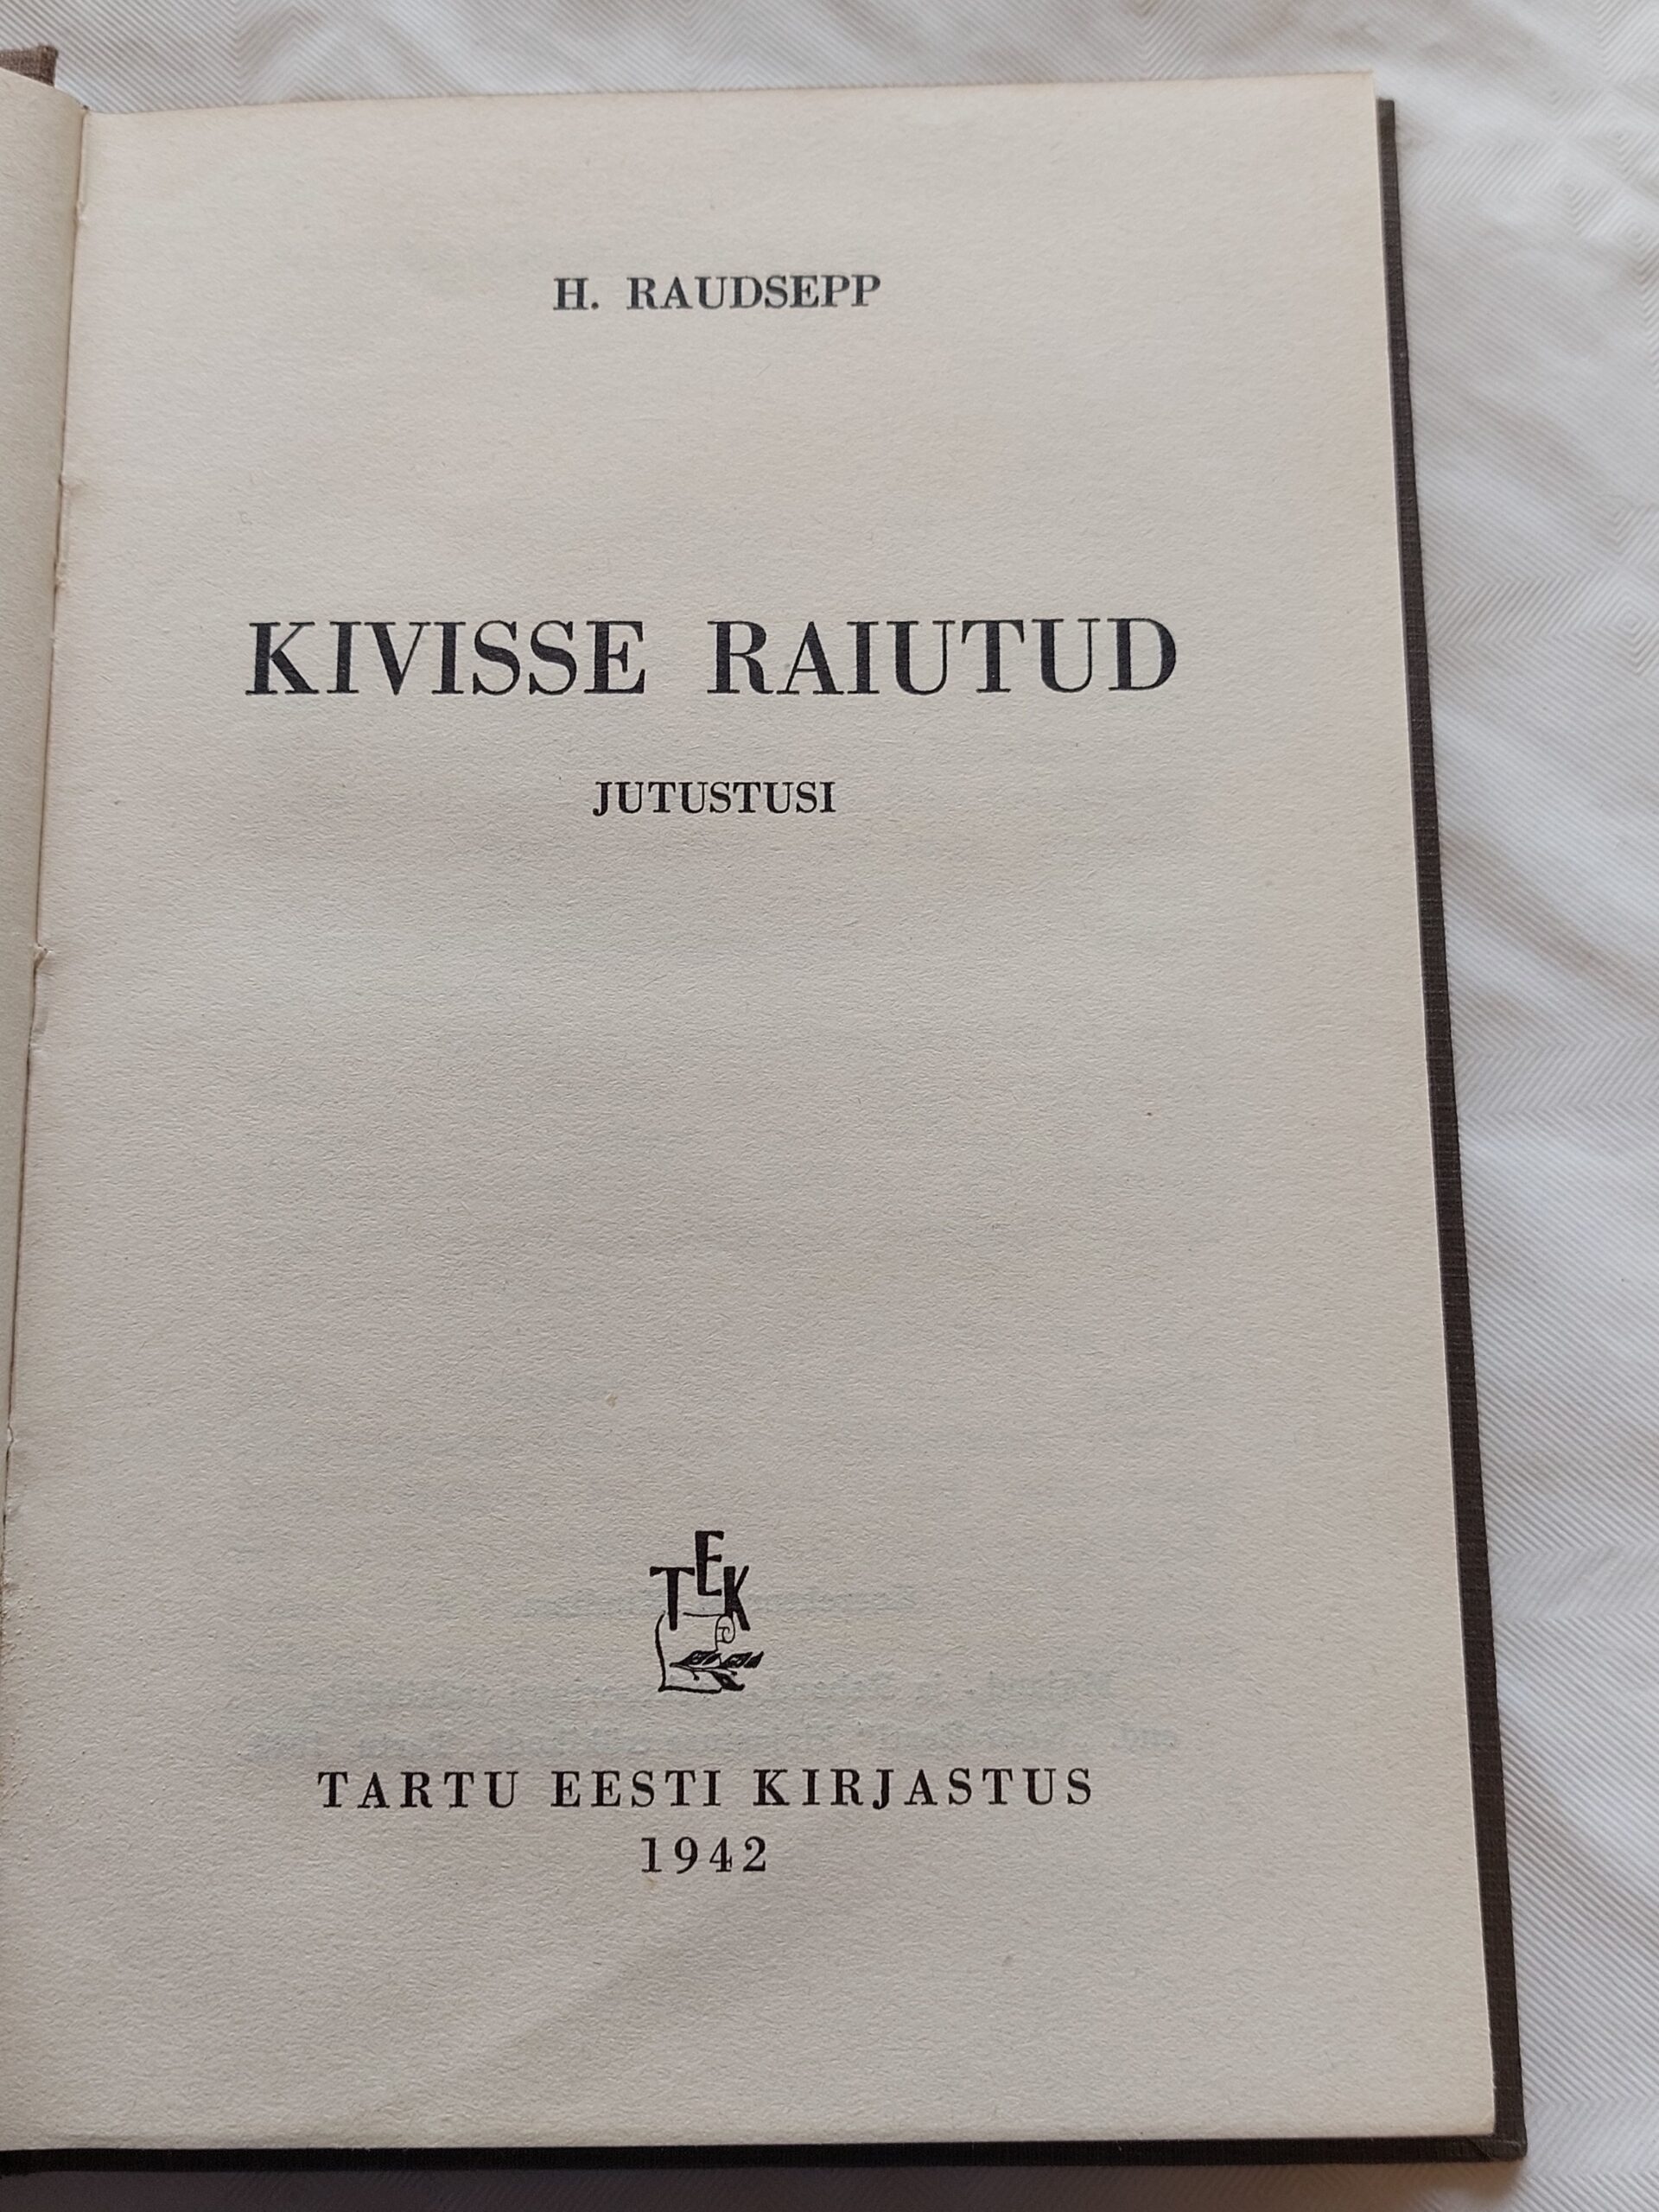 H. RAUDSEPP
KIVISSE RAIUTUD
JUTUSTUSI
TEK
TARTU EESTI KIRJASTUS
1942